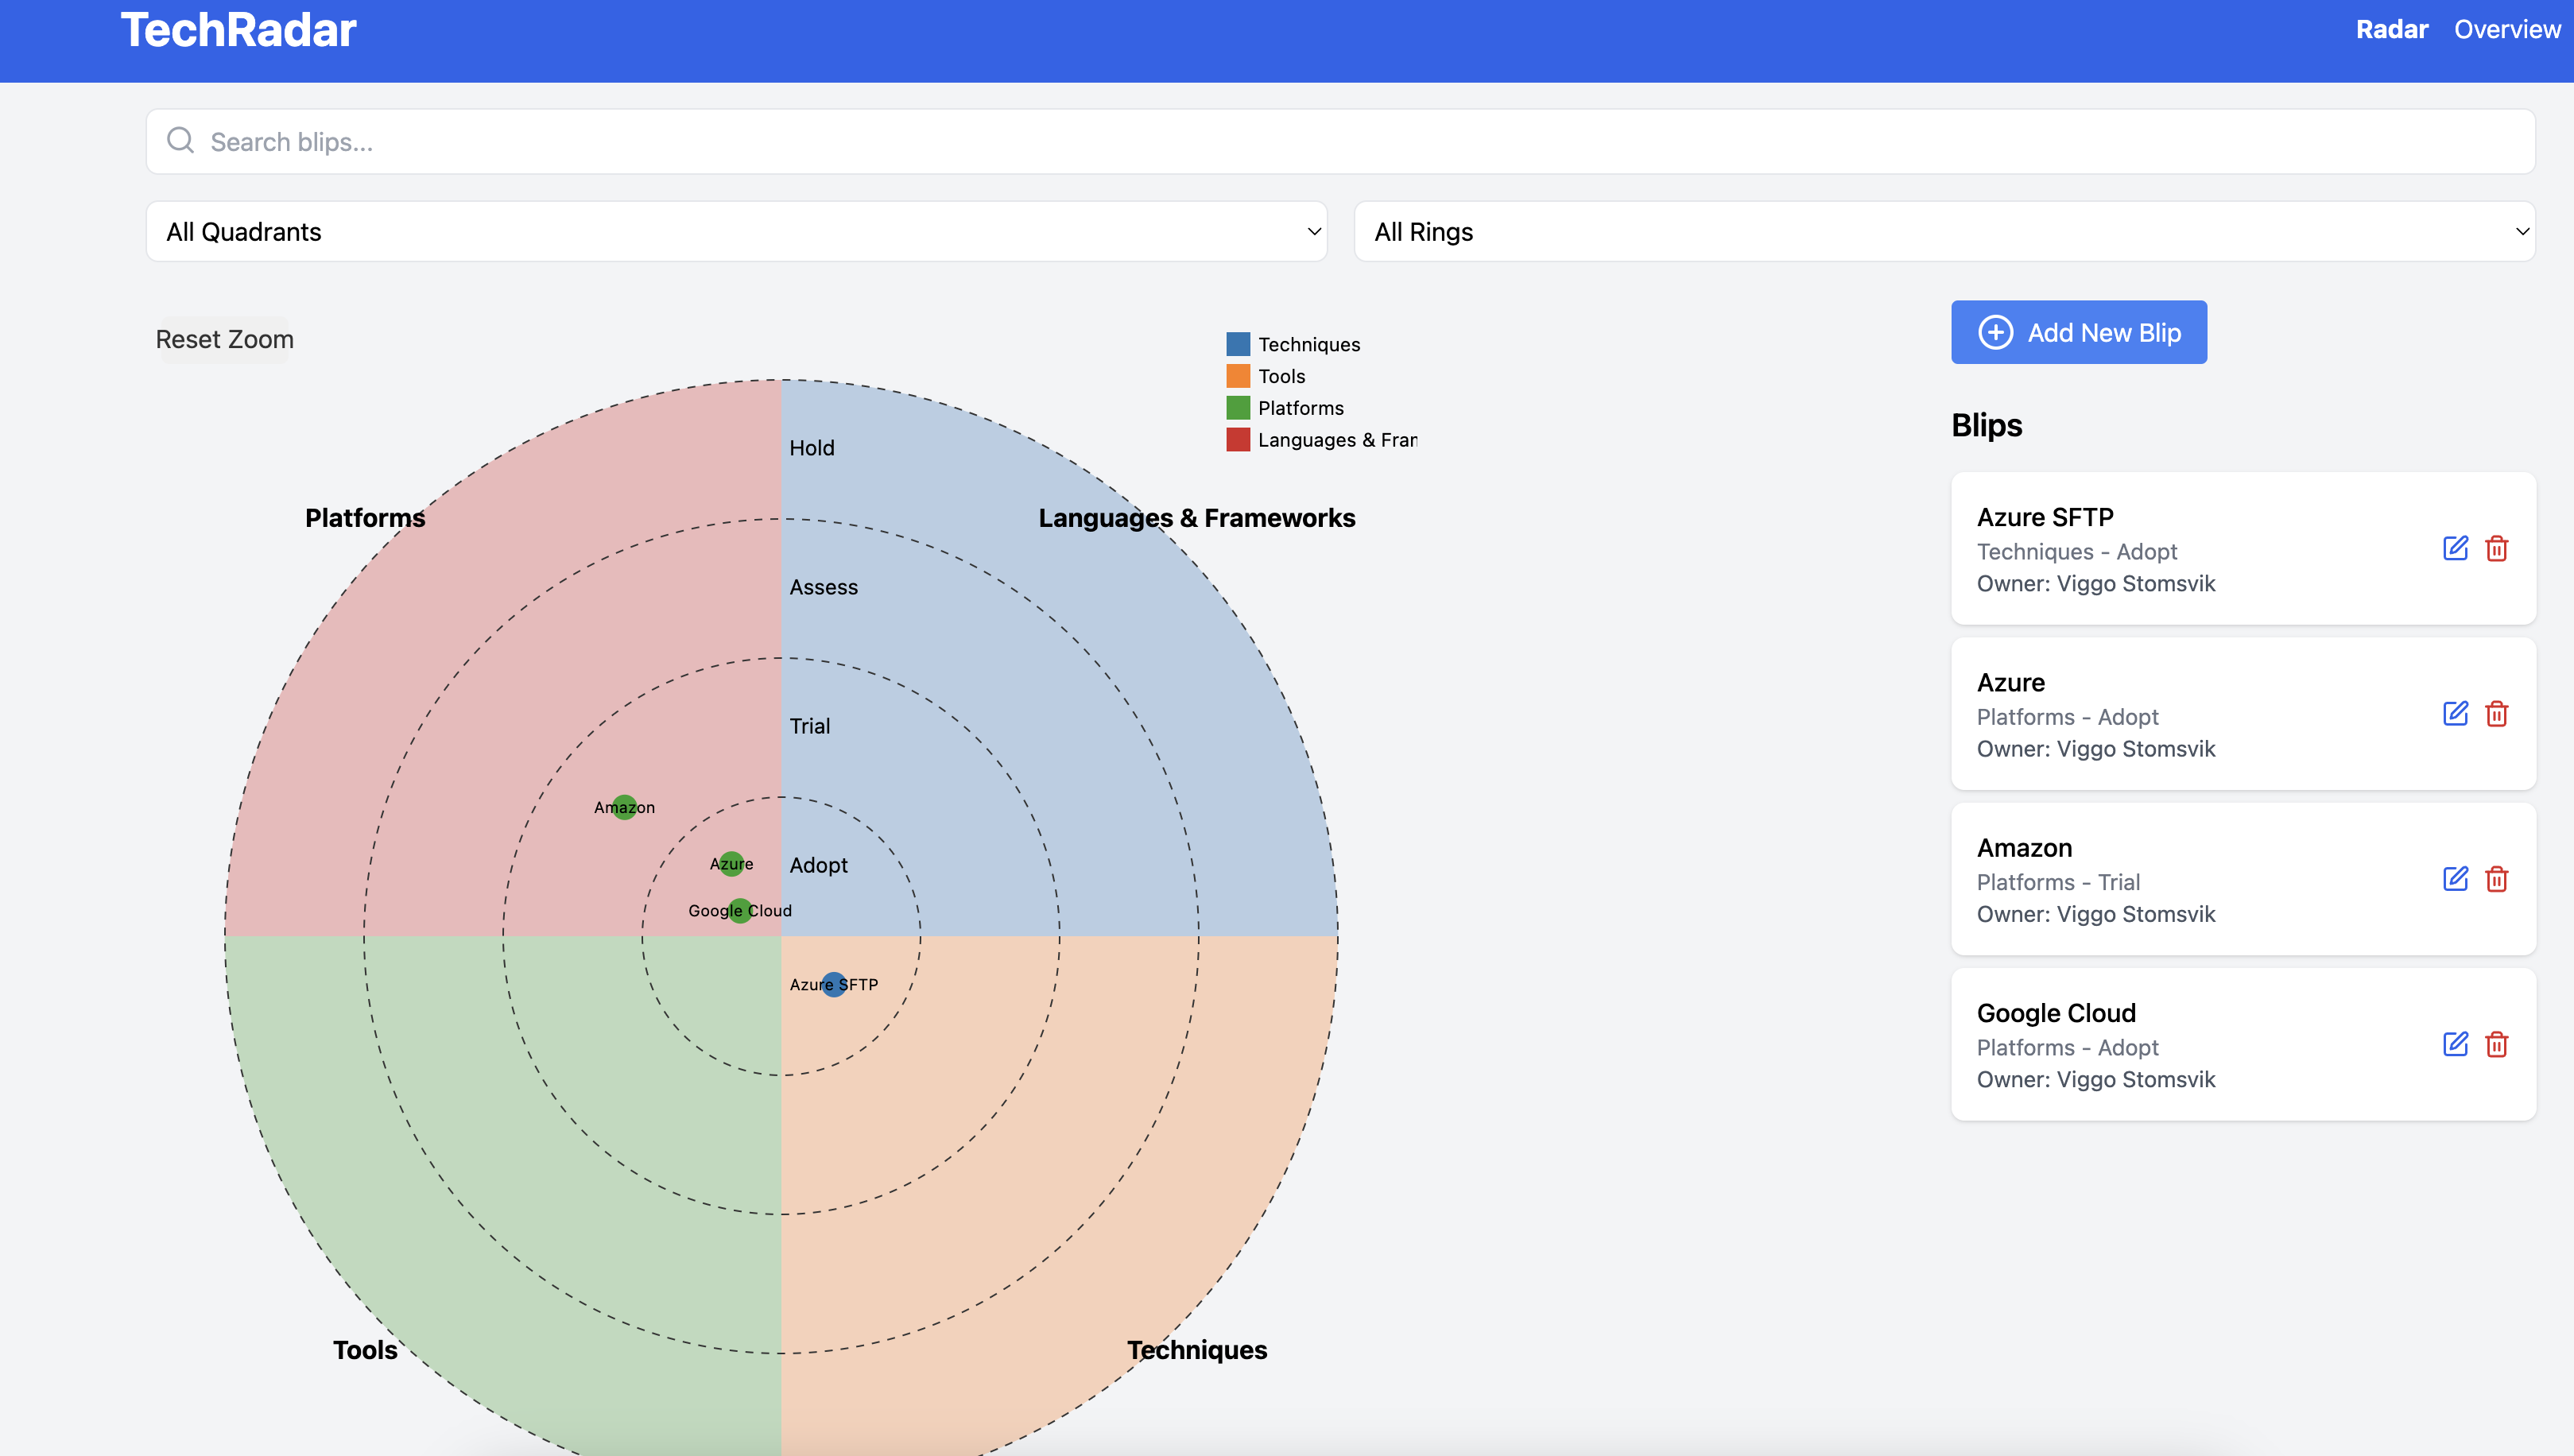 TechRadar
Radar
Overview
Search blips...
All Quadrants
All Rings
Reset Zoom
Techniques
Tools
Platforms
Languages & Fran
Add New Blip
Blips
Hold
Platforms
Languages & Frameworks
Assess
Trial
Amazon
Azure
Adopt
Google Cloud
Azure SFTP
Tools
Techniques
Azure SFTP
Techniques - Adopt
Owner: Viggo Stomsvik
Azure
Platforms - Adopt
Owner: Viggo Stomsvik
Amazon
Platforms - Trial
Owner: Viggo Stomsvik
Google Cloud
Platforms - Adopt
Owner: Viggo Stomsvik